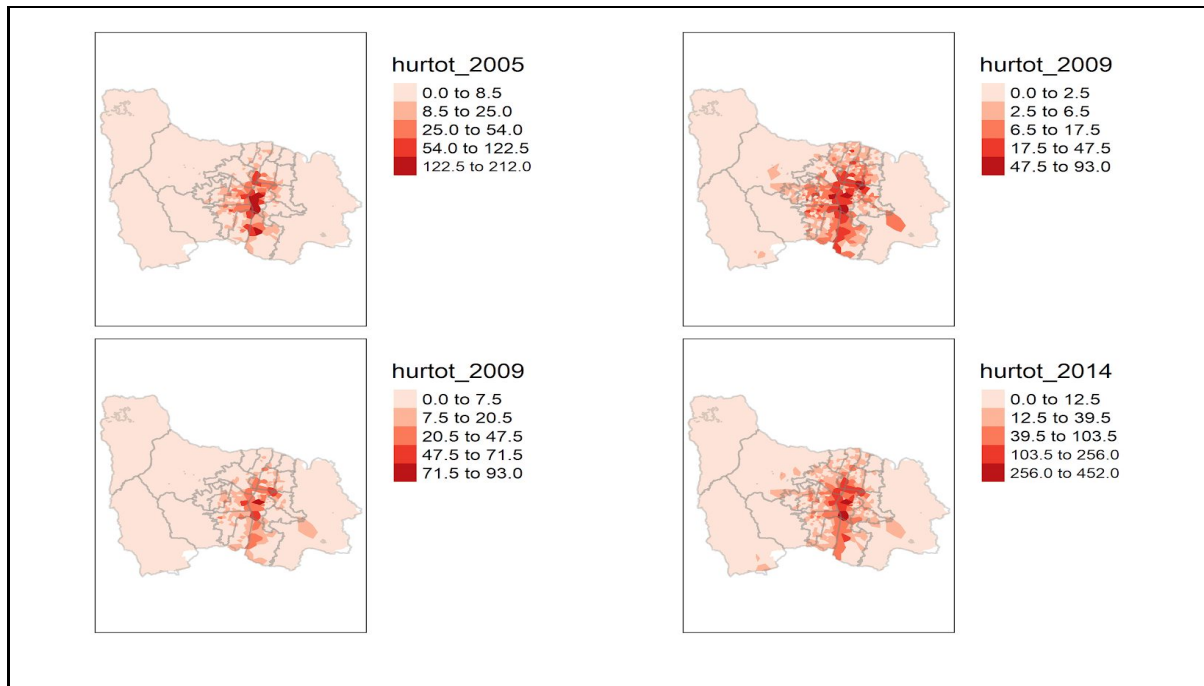 hurtot_2005
0.0 to 8.5
8.5 to 25.0
25.0 to 54.0
54.0 to 122.5
122.5 to 212.0
hurtot_2009
0.0 to 2.5
2.5 to 6.5
6.5 to 17.5
17.5 to 47.5
47.5 to 93.0
hurtot_2009
0.0 to 7.5
7.5 to 20.5
20.5 to 47.5
47.5 to 71.5
71.5 to 93.0
hurtot_2014
0.0 to 12.5
12.5 to 39.5
39.5 to 103.5
103.5 to 256.0
256.0 to 452.0